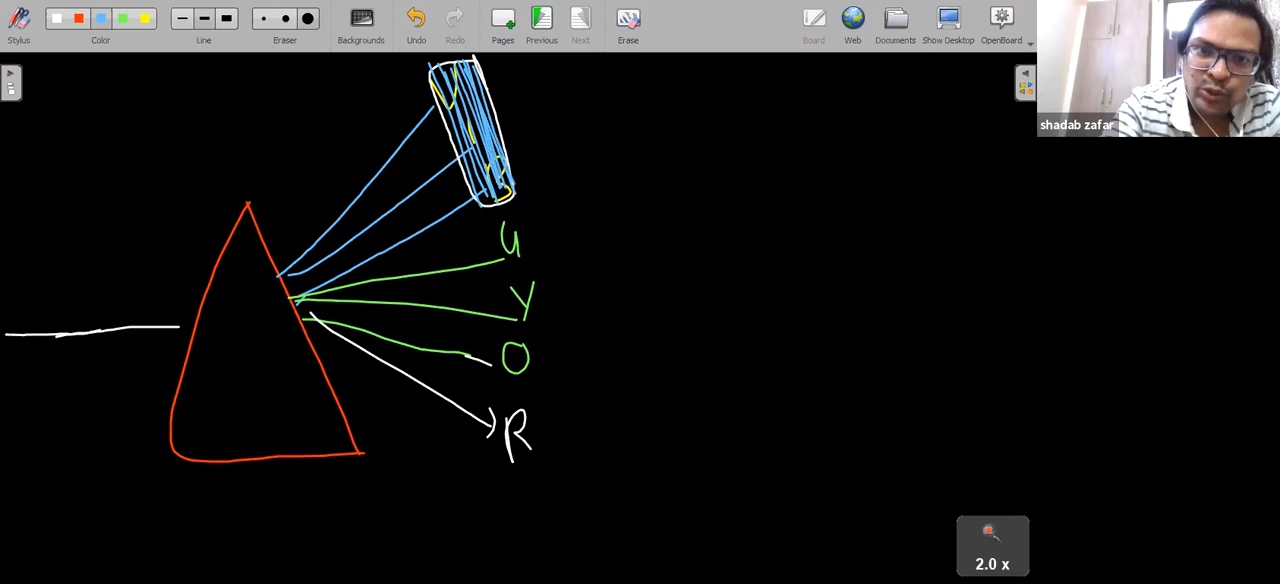 Stylus
Color
Line
Eraser
Backgrounds
Undo
Redo
Pages
Previous
Next
Erase
Board
Web
Documents
Show Desktop
OpenBoard
shadab zafar
Y
O
R
2.0 x